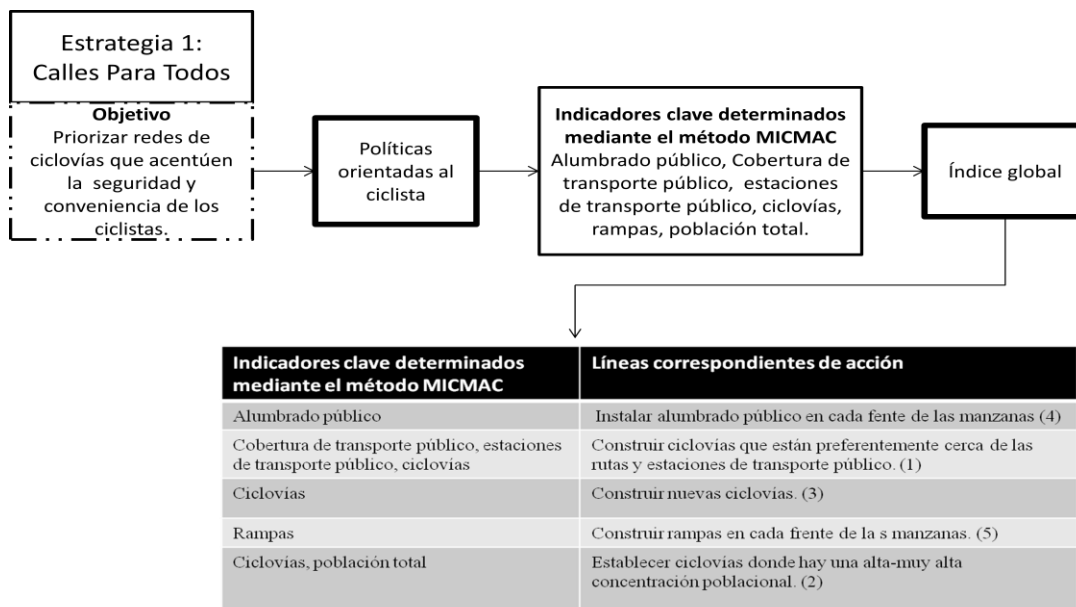 Estrategia 1:
Calles Para Todos
Objetivo
Priorizar redes de
ciclovías que acentúen
la seguridad y
conveniencia de los
ciclistas.
Políticas
orientadas al
ciclista
Indicadores clave determinados
mediante el método MICMAC
Alumbrado público, Cobertura de
transporte público, estaciones
de transporte público, ciclovías,
rampas, población total.
Índice global
Indicadores clave determinados
mediante el método MICMAC
Líneas correspondientes de acción
Alumbrado público
Instalar alumbrado público en cada fente de las manzanas (4)
Cobertura de transporte público, estaciones
de transporte público, ciclovías
Construir ciclovías que están preferentemente cerca de las
rutas y estaciones de transporte público. (1)
Ciclovías
Construir nuevas ciclovías. (3)
Rampas
Construir rampas en cada frente de la s manzanas. (5)
Ciclovías, población total
Establecer ciclovías donde hay una alta-muy alta
concentración poblacional. (2)